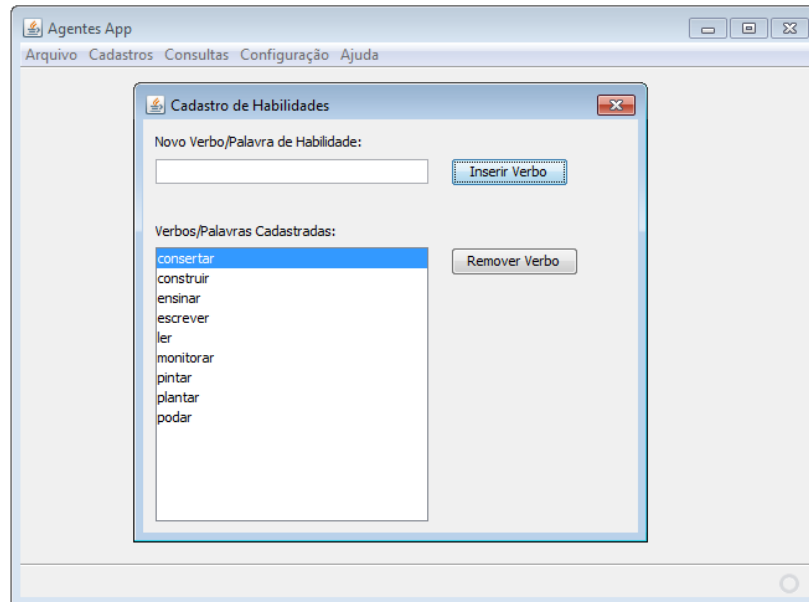 Agentes App
Arquivo Cadastros Consultas Configuração Ajuda
Cadastro de Habilidades
Novo Verbo/Palavra de Habilidade:
Inserir Verbo
Verbos/Palavras Cadastradas:
consertar
Remover Verbo
construir
ensinar
escrever
ler
monitorar
pintar
plantar
podar